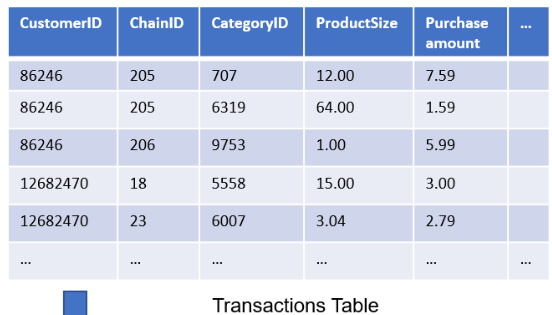 CustomerID ChainID CategoryID ProductSize Purchase amount ...
86246 205 707 12.00 7.59
86246 205 6319 64.00 1.59
86246 206 9753 1.00 5.99
12682470 18 5558 15.00 3.00
12682470 23 6007 3.04 2.79
... ... ... ... ... ...
Transactions Table